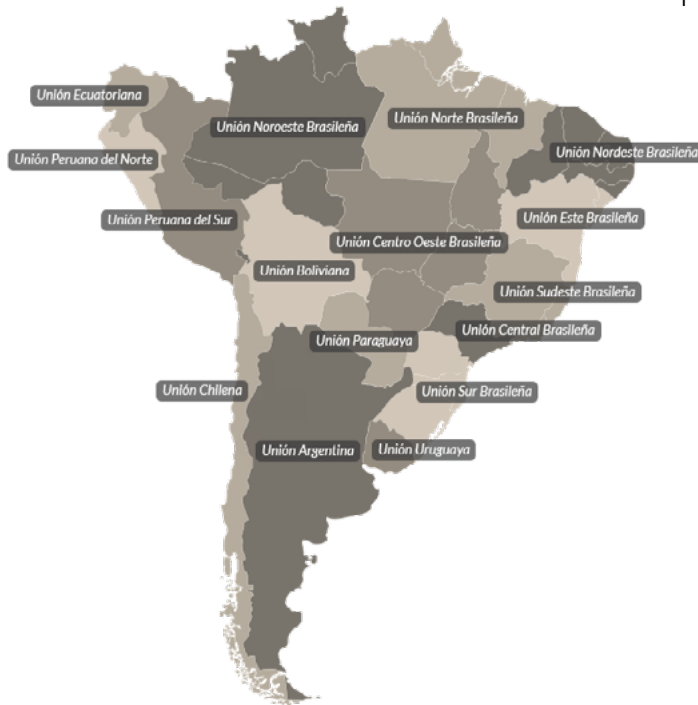 Unión Ecuatoriana
Unión Norte Brasileña
Unión Noroeste Brasileña
Unión Nordeste Brasileña
Unión Peruana del Norte
Unión Peruana del Sur
Unión Este Brasileña
Unión Centro Oeste Brasileña
Unión Boliviana
Unión Sudeste Brasileña
Unión Central Brasileña
Unión Paraguaya
Unión Chilena
Unión Sur Brasileña
Unión Argentina
Unión Uruguaya